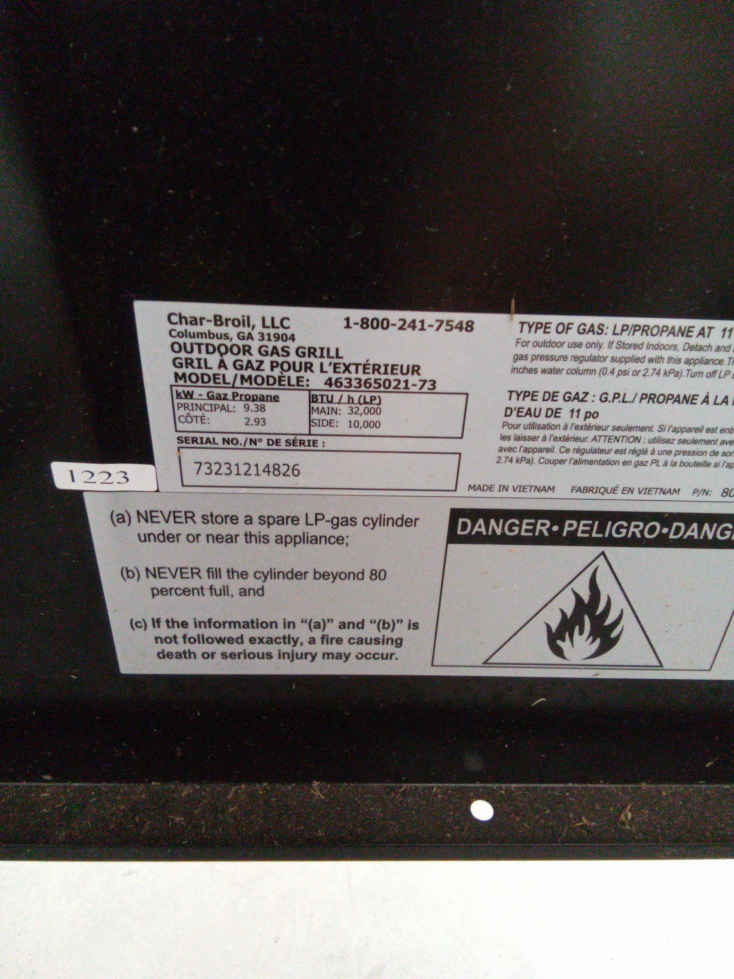 Char-Broil, LLC 1-800-241-7548
Columbus, GA 31904
OUTDOOR GAS GRILL
GRIL À GAZ POUR L'EXTÉRIEUR
MODEL/MODÈLE: 463365021-73
kW - Gaz Propane
PRINCIPAL: 9.38
CÔTÉ: 2.93
BTU / h (LP)
MAIN: 32,000
SIDE: 10,000
SERIAL NO./N° DE SÉRIE :
73231214826
TYPE OF GAS: LP/PROPANE AT 11
For outdoor use only. If Stored Indoors, Detach and
gas pressure regulator supplied with this appliance.
inches water column (0.4 psi or 2.74 kPa). Turn off LP
TYPE DE GAZ : G.P.L./ PROPANE À LA
D'EAU DE 11 po
Pour utilisation à l'extérieur seulement. Si l'appareil est
les laisser à l'extérieur. ATTENTION : utilisez seulement
avec l'appareil. Ce régulateur est réglé à une pression de
2.74 kPa). Couper l'alimentation en gaz PL à la bouteille si
MADE IN VIETNAM FABRIQUÉ EN VIETNAM P/N: 80
1223
(a) NEVER store a spare LP-gas cylinder
under or near this appliance;
(b) NEVER fill the cylinder beyond 80
percent full, and
(c) If the information in “(a)” and “(b)” is
not followed exactly, a fire causing
death or serious injury may occur.
DANGER•PELIGRO•DANG